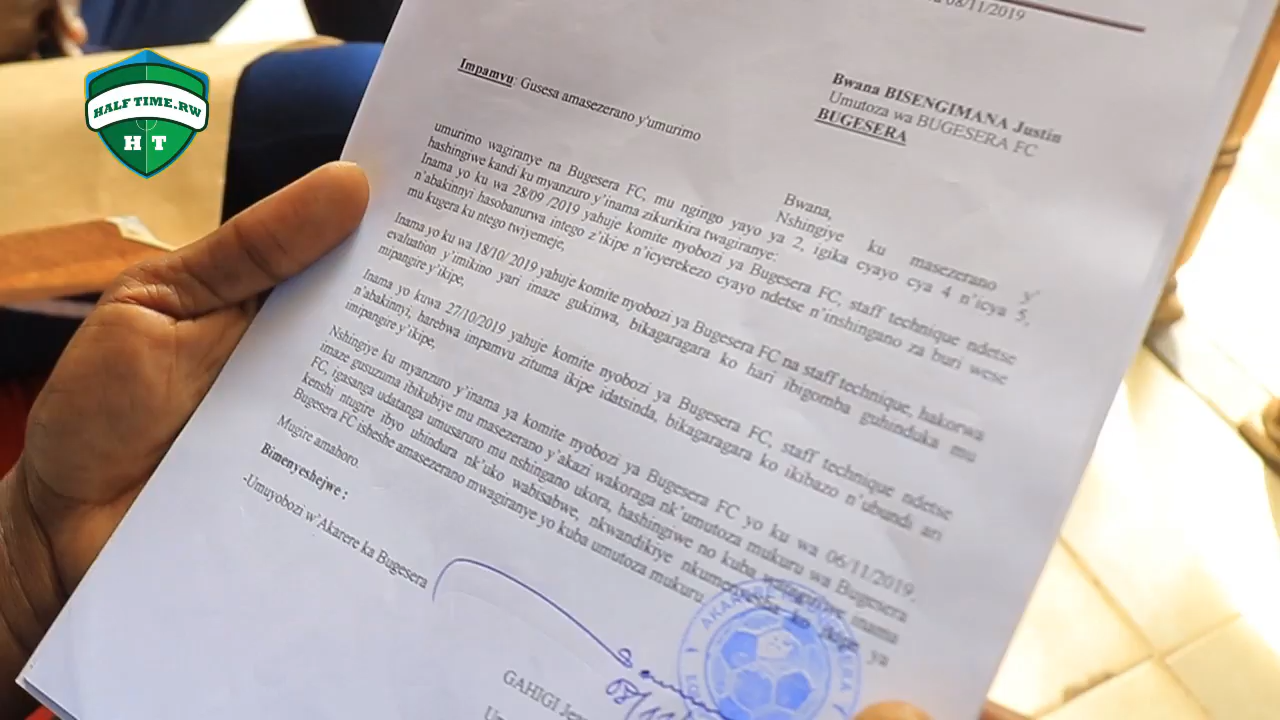 HALF TIME.RW
H T
08/11/2019
Bwana BISENGIMANA Justin
Umutoza wa BUGESERA FC
BUGESERA
Impamvu: Gusesa amasezerano y'umurimo
Bwana,
Nshingiye ku masezerano y'
umurimo wagiranye na Bugesera FC, mu ngingo yayo ya 2, igika cyayo cya 4 n'icya 5,
hashingiwe kandi ku myanzuro y'inama zikurikira twagiranye:
Inama yo ku wa 28/09 /2019 yahuje komite nyobozi ya Bugesera FC, staff technique ndetse
n'abakinnyi hasobanurwa intego z'ikipe n'icyerekezo cyayo ndetse n'inshingano za buri wese
mu kugera ku ntego twiyemeje,
Inama yo ku wa 18/10/ 2019 yahuje komite nyobozi ya Bugesera FC na staff technique, hakorwa
evaluation y'imikino yari imaze gukinwa, bikagaragara ko hari ibigomba guhinduka mu
mipangire y'ikipe,
Inama yo kuwa 27/10/2019 yahuje komite nyobozi ya Bugesera FC, staff technique ndetse
n'abakinnyi, harebwa impamvu zituma ikipe idatsinda, bikagaragara ko ikibazo n'ubundi ari
imipangire y'ikipe,
Nshingiye ku myanzuro y'inama ya komite nyobozi ya Bugesera FC yo ku wa 06/11/2019.
imaze gusuzuma ibikubiye mu masezerano y'akazi wakoraga nk'umutoza mukuru wa Bugesera
FC, igasanga udatanga umusaruro mu nshingano ukora, hashingiwe no kuba inama
kenshi ntugire ibyo uhindura nk'uko wabisabwe, nkwandikiye ko ikipe ya
Bugesera FC isheshe amasezerano mwagiranye yo kuba umutoza mukuru
Mugire amahoro.
Bimenyeshejwe :
-Umuyobozi w'Akarere ka Bugesera
08/11
GAHIGI
AKARERE